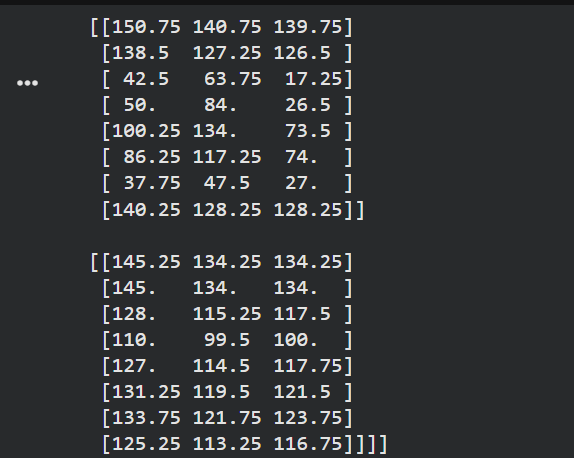 [[150.75 140.75 139.75]
[138.5  127.25 126.5 ]
[ 42.5   63.75  17.25]
[ 50.    84.    26.5 ]
[100.25 134.    73.5 ]
[ 86.25 117.25  74.  ]
[ 37.75  47.5   27.  ]
[140.25 128.25 128.25]]
[[145.25 134.25 134.25]
[145.   134.   134.  ]
[128.   115.25 117.5 ]
[110.    99.5  100.  ]
[127.   114.5  117.75]
[131.25 119.5  121.5 ]
[133.75 121.75 123.75]
[125.25 113.25 116.75]]]]